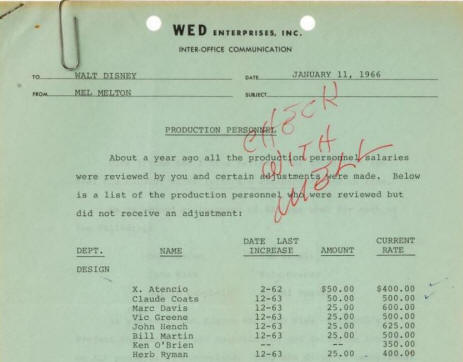 WED ENTERPRISES, INC.
INTER-OFFICE COMMUNICATION
TO WALT DISNEY DATE JANUARY 11, 1966
FROM MEL MELTON SUBJECT
PRODUCTION PERSONNEL
CHECK
WITH
About a year ago all the production personnel salaries
were reviewed by you and certain adjustments were made. Below
is a list of the production personnel who were reviewed but
did not receive an adjustment:
DATE LAST CURRENT
DEPT. NAME INCREASE AMOUNT RATE
DESIGN
X. Atencio 2-62 $50.00 $400.00
Claude Coats 12-63 50.00 500.00
Marc Davis 12-63 25.00 600.00
Vic Greene 12-63 25.00 500.00
John Hench 12-63 25.00 625.00
Bill Martin 12-63 25.00 500.00
Ken O'Brien -- -- 350.00
Herb Ryman 12-63 25.00 400.00